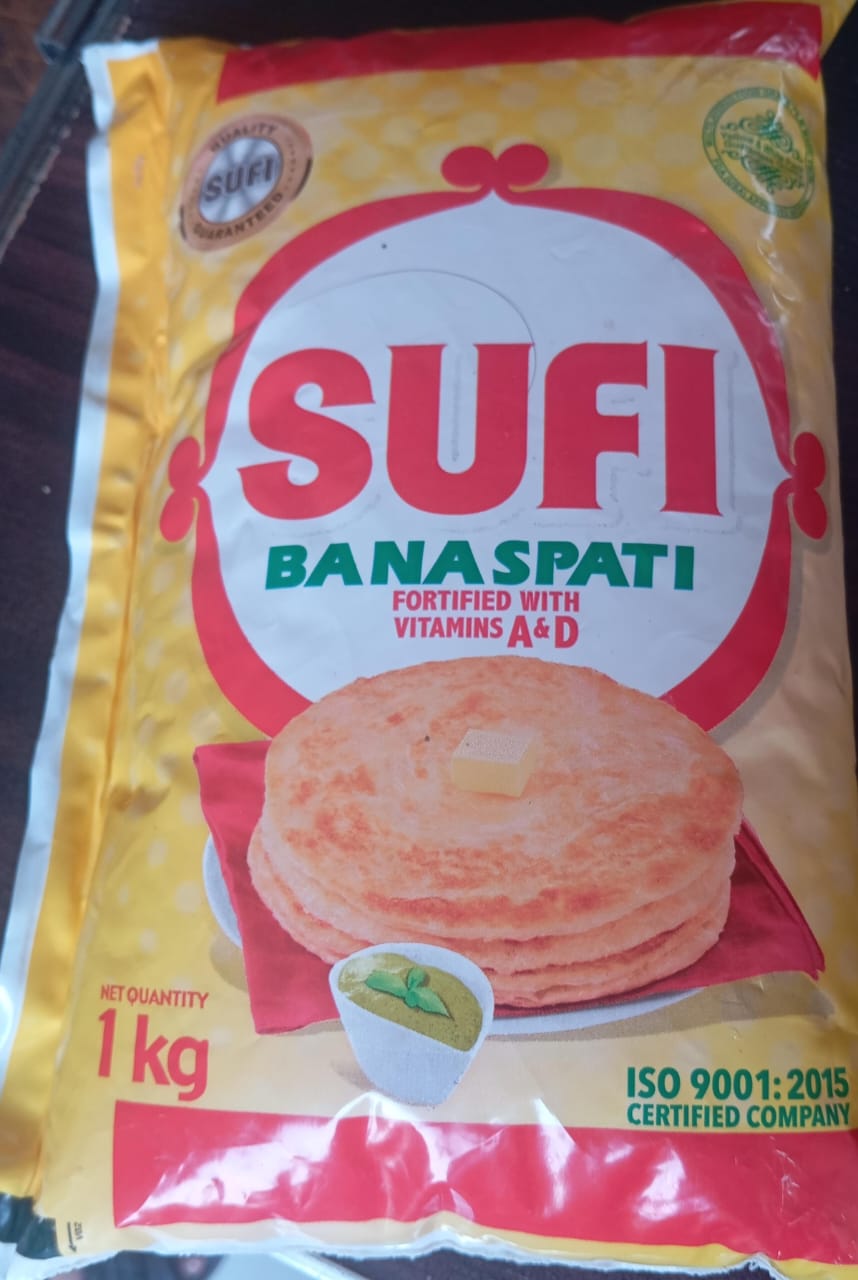 QUALITY
SUFI
GUARANTEED
SUFI
BANASPATI
FORTIFIED WITH
VITAMINS A&D
NET QUANTITY
1 kg
ISO 9001:2015
CERTIFIED COMPANY